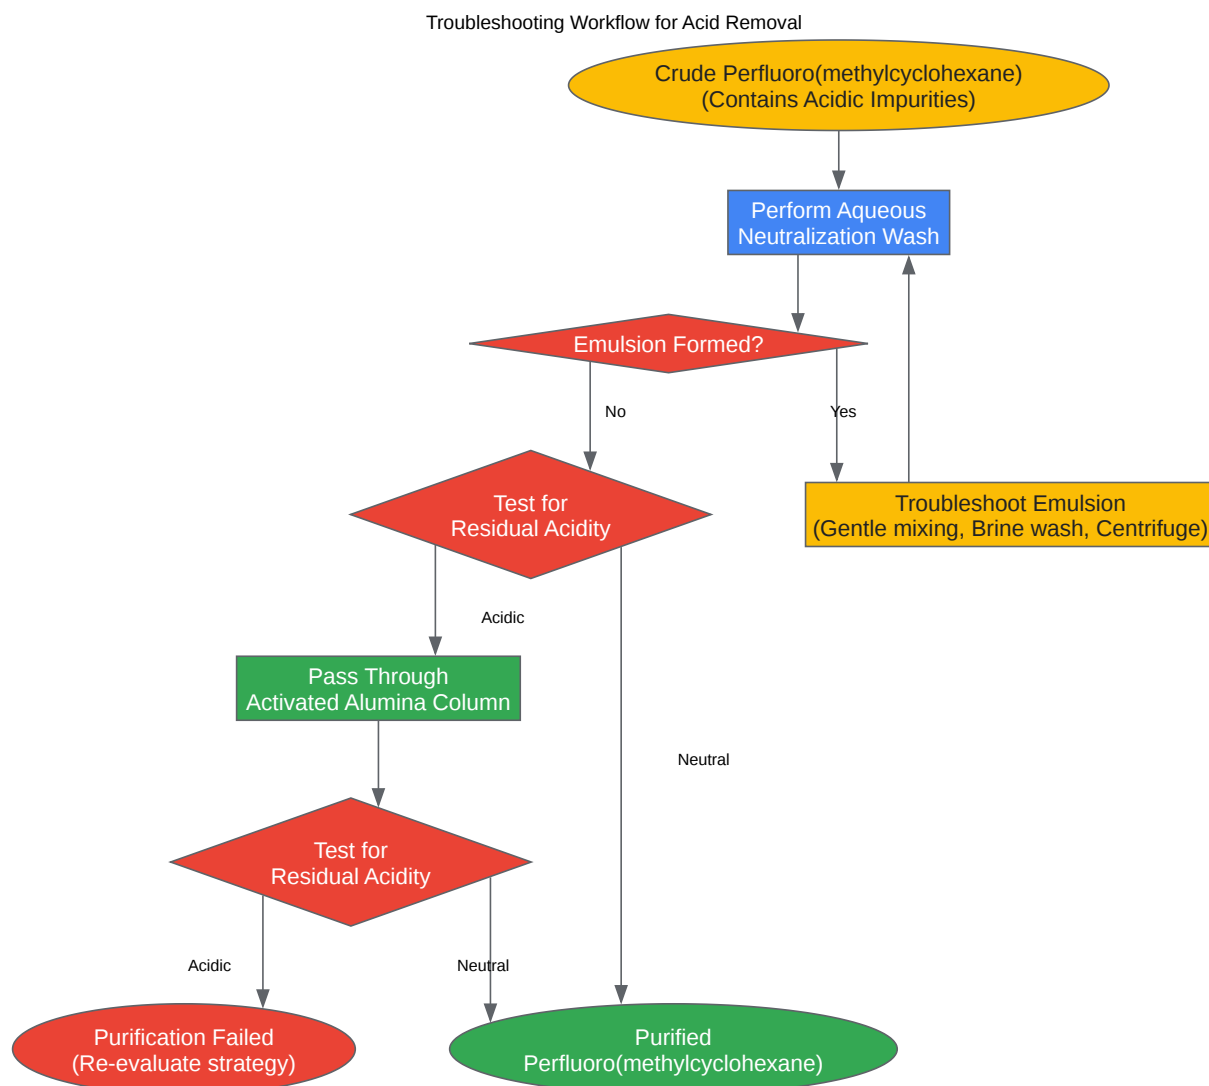 Troubleshooting Workflow for Acid Removal
Crude Perfluoro(methylcyclohexane)
(Contains Acidic Impurities)
Perform Aqueous
Neutralization Wash
Emulsion Formed?
No
Yes
Test for
Residual Acidity
Troubleshoot Emulsion
(Gentle mixing, Brine wash, Centrifuge)
Acidic
Pass Through
Activated Alumina Column
Neutral
Test for
Residual Acidity
Acidic
Neutral
Purification Failed
(Re-evaluate strategy)
Purified
Perfluoro(methylcyclohexane)